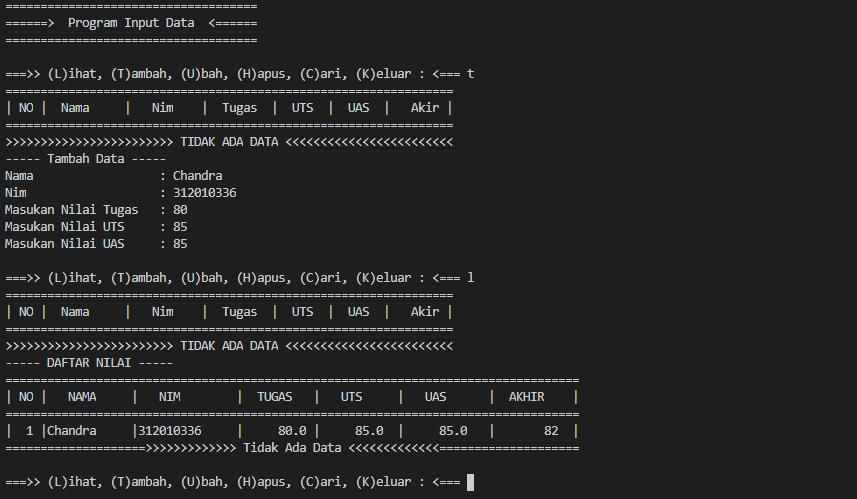 ====================================
======>  Program Input Data  <======
====================================
===>> (L)ihat, (T)ambah, (U)bah, (H)apus, (C)ari, (K)eluar : <=== t
================================================================
| NO |  Nama     |   Nim    |  Tugas  |  UTS  |  UAS  |   Akir |
================================================================
>>>>>>>>>>>>>>>>>>>>>>>> TIDAK ADA DATA <<<<<<<<<<<<<<<<<<<<<<<<
----- Tambah Data -----
Nama                  : Chandra
Nim                   : 312010336
Masukan Nilai Tugas   : 80
Masukan Nilai UTS     : 85
Masukan Nilai UAS     : 85
===>> (L)ihat, (T)ambah, (U)bah, (H)apus, (C)ari, (K)eluar : <=== l
================================================================
| NO |  Nama     |   Nim    |  Tugas  |  UTS  |  UAS  |   Akir |
================================================================
>>>>>>>>>>>>>>>>>>>>>>>> TIDAK ADA DATA <<<<<<<<<<<<<<<<<<<<<<<<
----- DAFTAR NILAI -----
==================================================================================
| NO |   NAMA     |   NIM        |  TUGAS   |   UTS     |   UAS      |  AKHIR    |
==================================================================================
|  1 |Chandra     |312010336     |     80.0 |     85.0  |     85.0   |       82  |
====================>>>>>>>>>>>>> Tidak Ada Data <<<<<<<<<<<<<====================
===>> (L)ihat, (T)ambah, (U)bah, (H)apus, (C)ari, (K)eluar : <===